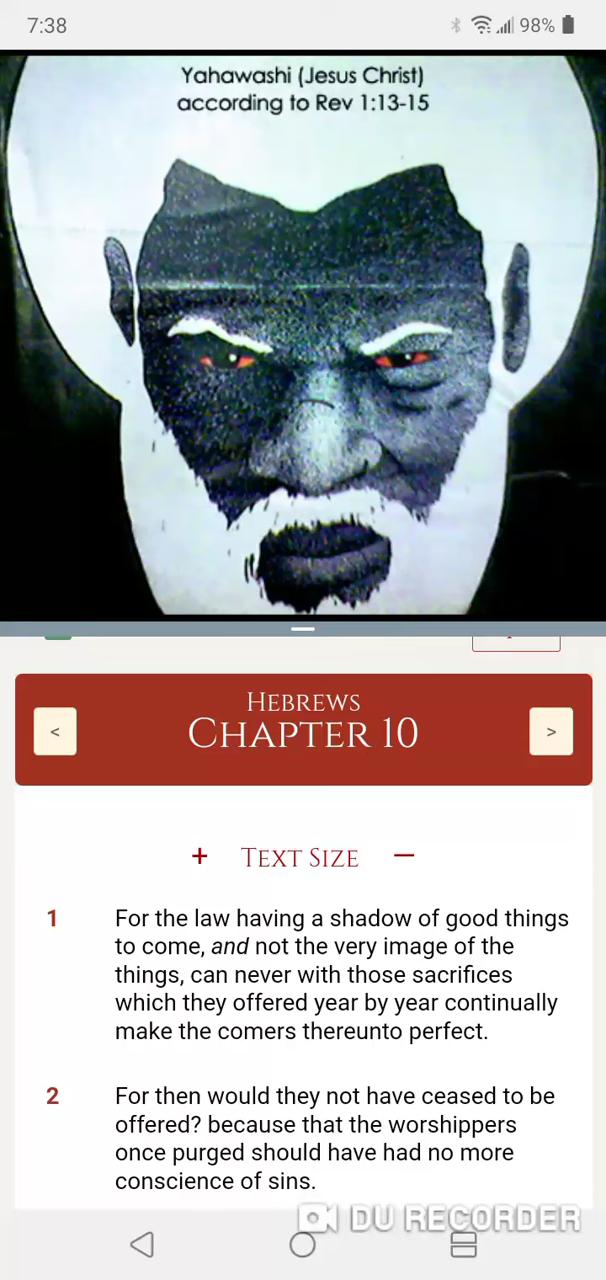 7:38
98%
Yahawashi (Jesus Christ)
according to Rev 1:13-15
HEBREWS
CHAPTER 10
<
>
+ TEXT SIZE −
1 For the law having a shadow of good things
to come, and not the very image of the
things, can never with those sacrifices
which they offered year by year continually
make the comers thereunto perfect.
2 For then would they not have ceased to be
offered? because that the worshippers
once purged should have had no more
conscience of sins.
DU RECORDER